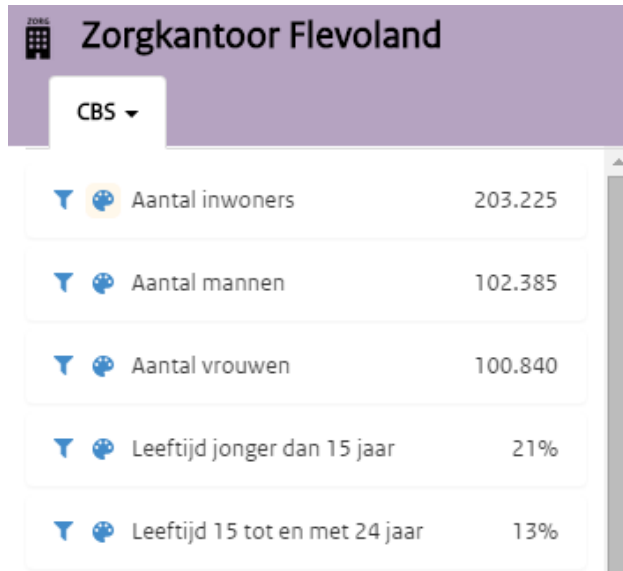 ZORG
Zorgkantoor Flevoland
CBS
Aantal inwoners 203.225
Aantal mannen 102.385
Aantal vrouwen 100.840
Leeftijd jonger dan 15 jaar 21%
Leeftijd 15 tot en met 24 jaar 13%